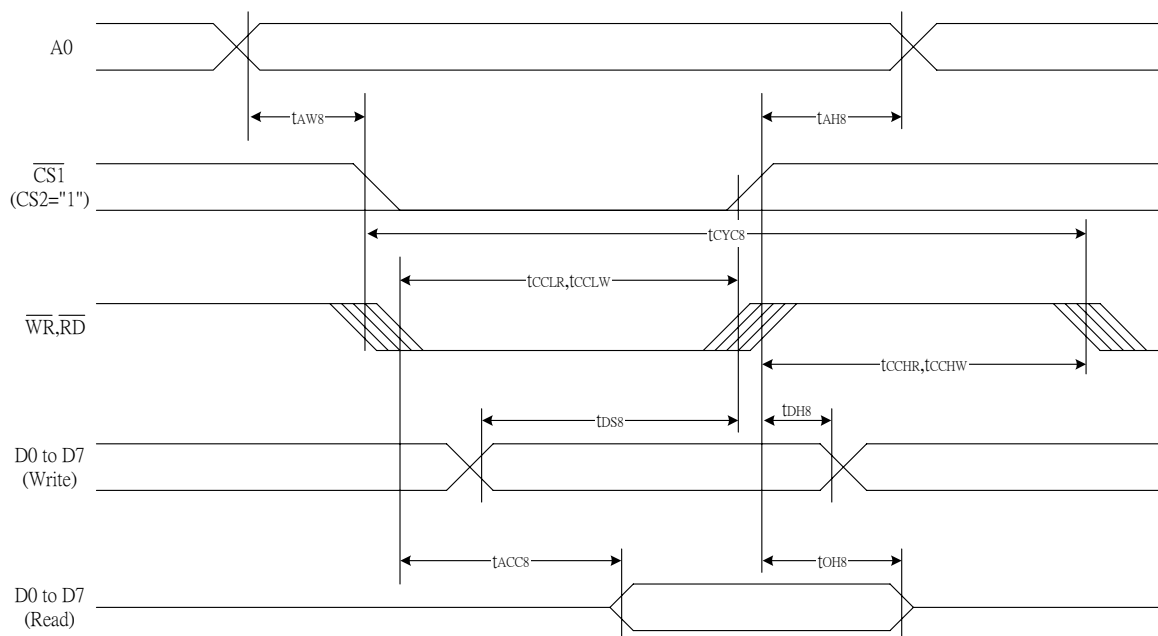 A0
tAW8
tAH8
CS1
(CS2="1")
tCYC8
tCCLR,tCCLW
WR,RD
tCCHR,tCCHW
tDS8
tDH8
D0 to D7
(Write)
tACC8
tOH8
D0 to D7
(Read)